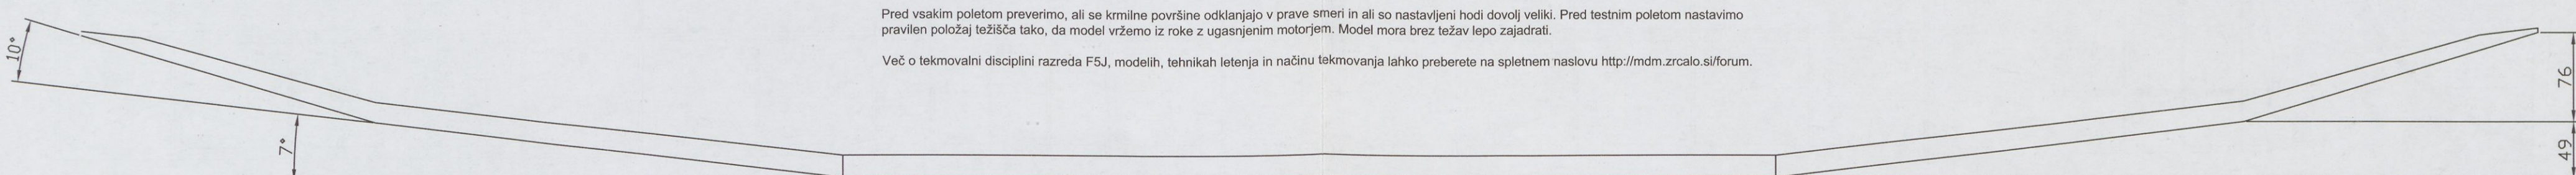 Pred vsakim poletom preverimo, ali se krmilne površine odklanjajo v prave smeri in ali so nastavljeni hodi dovolj veliki. Pred testnim poletom nastavimo
pravilen položaj težišča tako, da model vržemo iz roke z ugasnjenim motorjem. Model mora brez težav lepo zajadrati.
Več o tekmovalni disciplini razreda F5J, modelih, tehnikah letenja in načinu tekmovanja lahko preberete na spletnem naslovu http://mdm.zrcalo.si/forum.
10°
7°
76
49